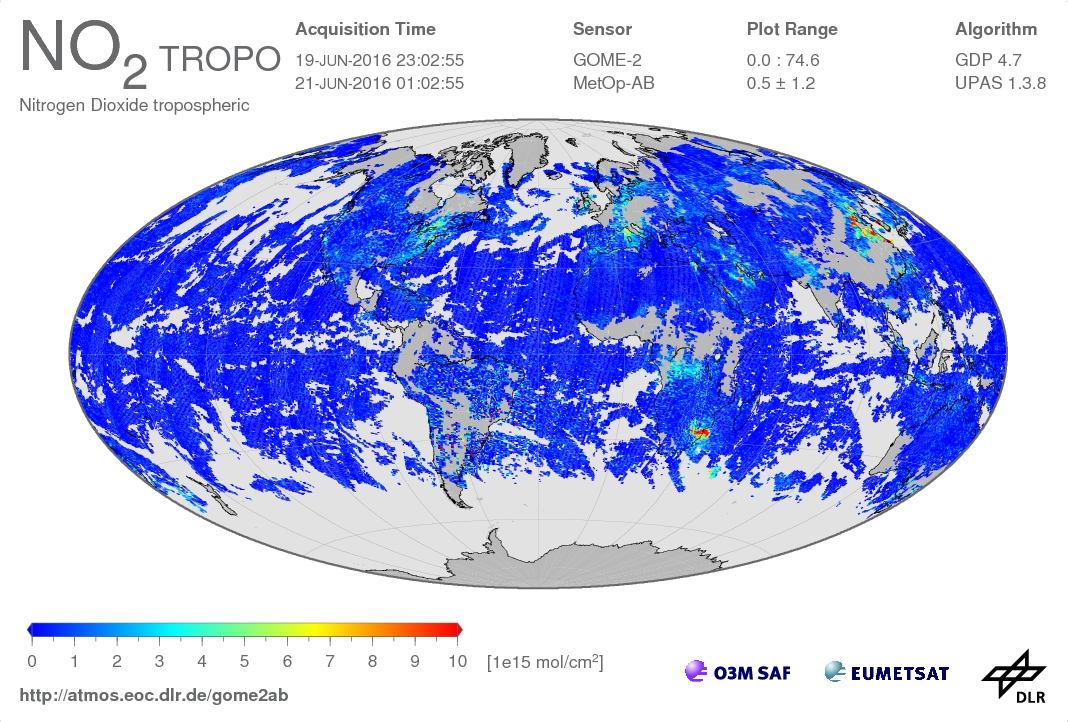 NO2 TROPO
Nitrogen Dioxide tropospheric
Acquisition Time
19-JUN-2016 23:02:55
21-JUN-2016 01:02:55
Sensor
GOME-2
MetOp-AB
Plot Range
0.0 : 74.6
0.5 ± 1.2
Algorithm
GDP 4.7
UPAS 1.3.8
0 1 2 3 4 5 6 7 8 9 10 [1e15 mol/cm²]
http://atmos.eoc.dlr.de/gome2ab
O3M SAF
EUMETSAT
DLR